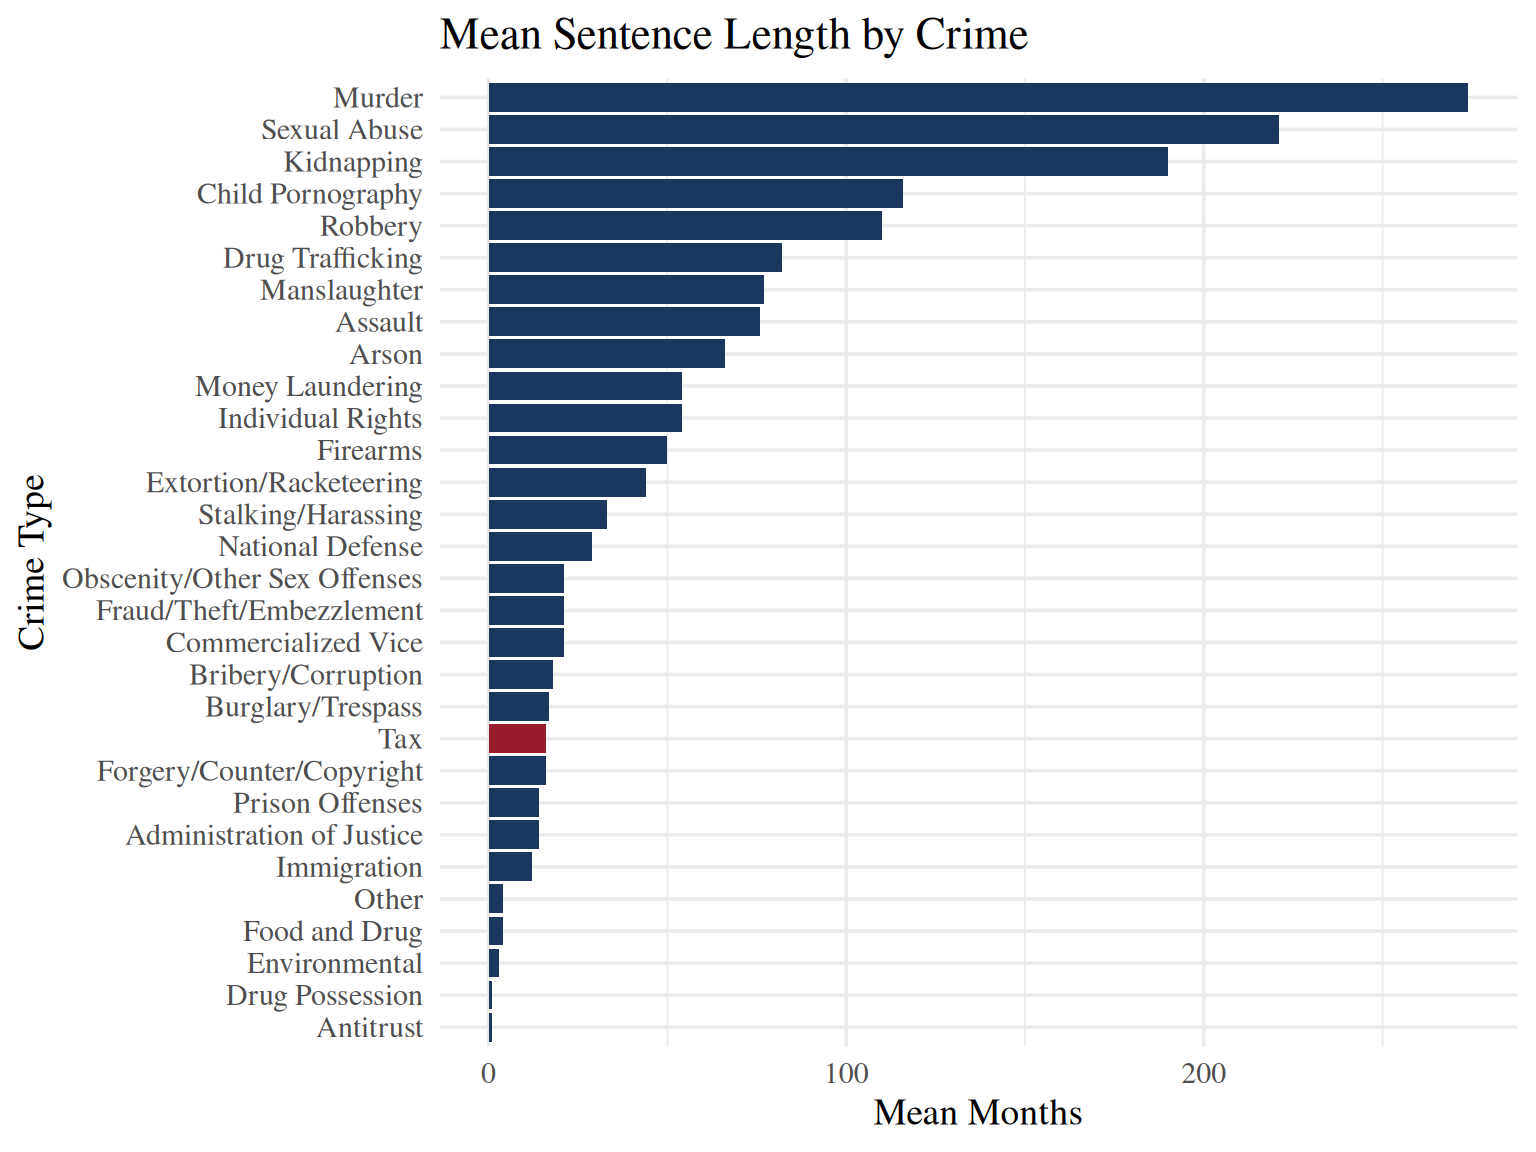 Mean Sentence Length by Crime
Murder
Sexual Abuse
Kidnapping
Child Pornography
Robbery
Drug Trafficking
Manslaughter
Assault
Arson
Money Laundering
Individual Rights
Firearms
Extortion/Racketeering
Stalking/Harassing
National Defense
Obscenity/Other Sex Offenses
Fraud/Theft/Embezzlement
Commercialized Vice
Bribery/Corruption
Burglary/Trespass
Tax
Forgery/Counter/Copyright
Prison Offenses
Administration of Justice
Immigration
Other
Food and Drug
Environmental
Drug Possession
Antitrust
Crime Type
0 100 200
Mean Months